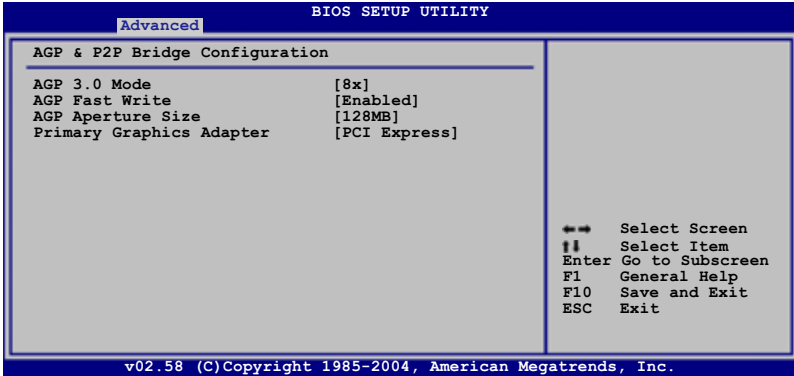 BIOS SETUP UTILITY
Advanced
AGP & P2P Bridge Configuration
AGP 3.0 Mode [8x]
AGP Fast Write [Enabled]
AGP Aperture Size [128MB]
Primary Graphics Adapter [PCI Express]
←→ Select Screen
↑↓ Select Item
Enter Go to Subscreen
F1 General Help
F10 Save and Exit
ESC Exit
v02.58 (C)Copyright 1985-2004, American Megatrends, Inc.